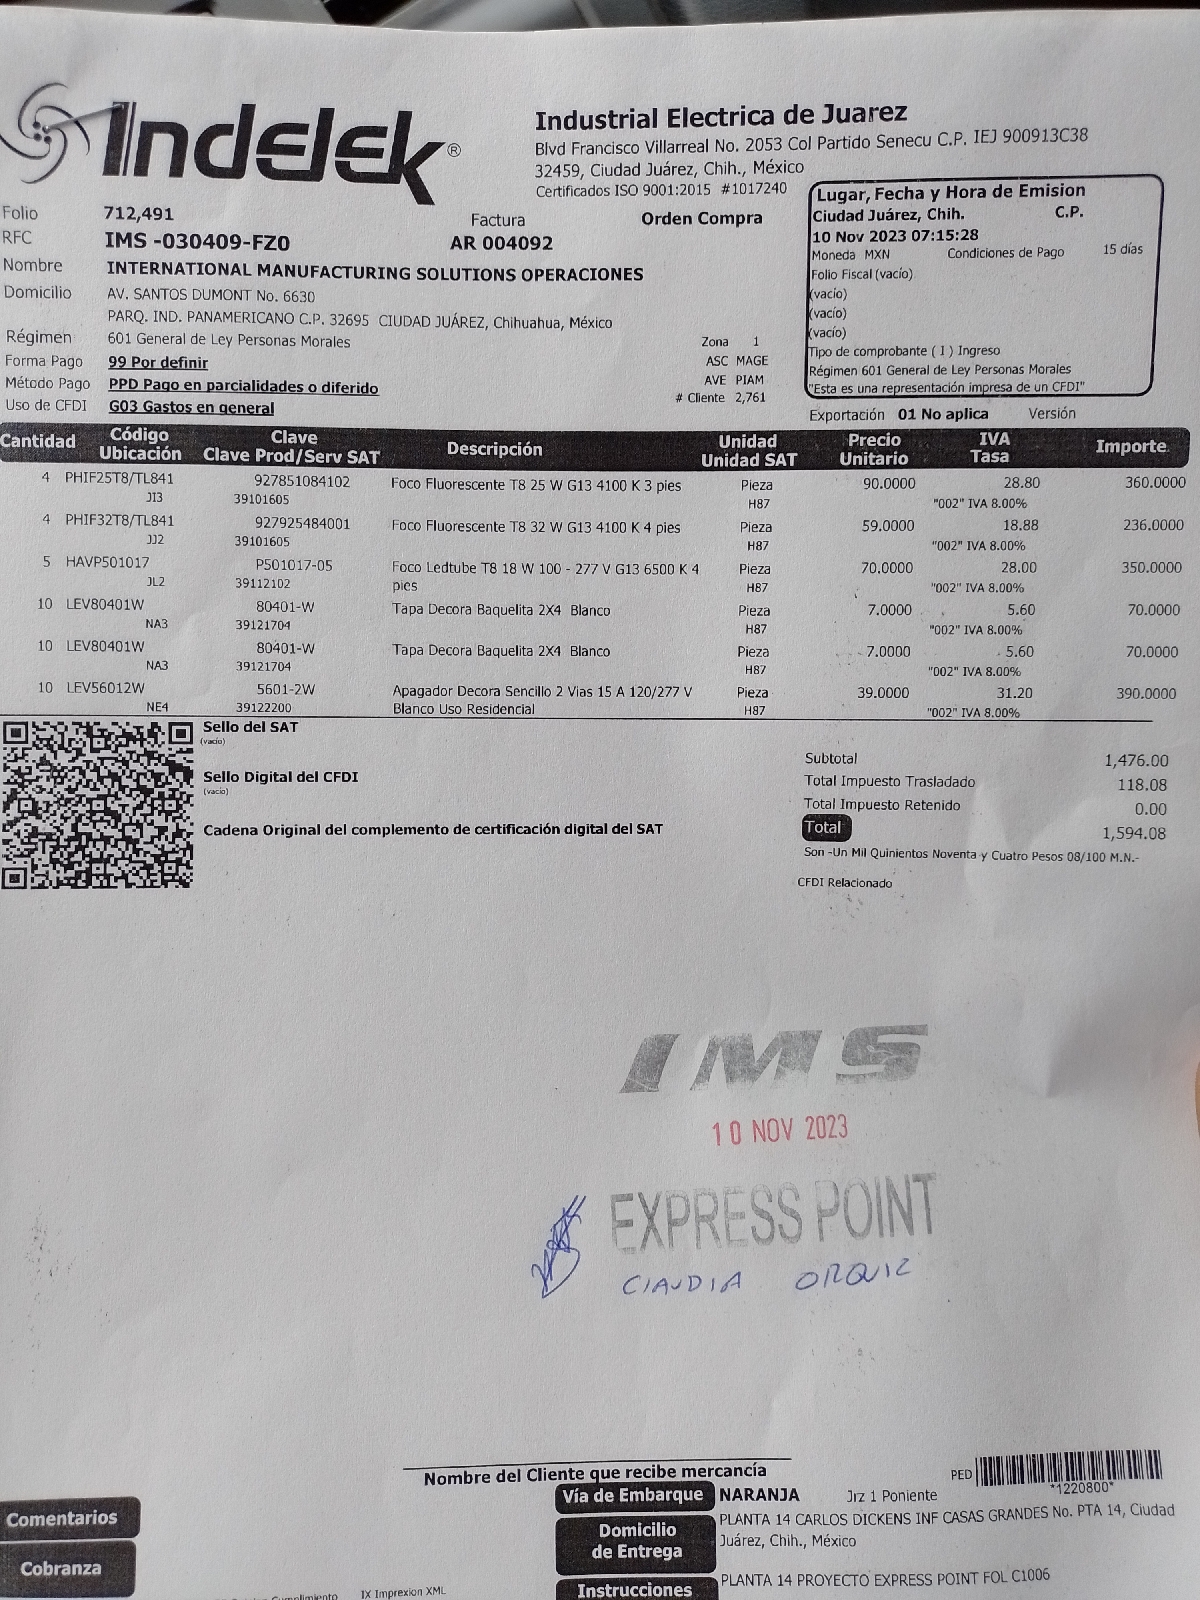 Indelek®
Industrial Electrica de Juarez
Blvd Francisco Villarreal No. 2053 Col Partido Senecu C.P. IEJ 900913C38
32459, Ciudad Juárez, Chih., México
Certificados ISO 9001:2015 #1017240
Folio 712,491 Factura Orden Compra
RFC IMS -030409-FZ0 AR 004092
Nombre INTERNATIONAL MANUFACTURING SOLUTIONS OPERACIONES
Domicilio AV. SANTOS DUMONT No. 6630
PARQ. IND. PANAMERICANO C.P. 32695 CIUDAD JUÁREZ, Chihuahua, México
Régimen 601 General de Ley Personas Morales
Forma Pago 99 Por definir
Método Pago PPD Pago en parcialidades o diferido
Uso de CFDI G03 Gastos en general
Zona 1
ASC MAGE
AVE PIAM
# Cliente 2,761
Lugar, Fecha y Hora de Emision
Ciudad Juárez, Chih. C.P.
10 Nov 2023 07:15:28
Moneda MXN Condiciones de Pago 15 días
Folio Fiscal (vacío)
(vacío)
(vacío)
(vacío)
Tipo de comprobante ( I ) Ingreso
Régimen 601 General de Ley Personas Morales
"Esta es una representación impresa de un CFDI"
Exportación 01 No aplica Versión
Cantidad Código Clave Descripción Unidad Precio IVA Importe
Ubicación Clave Prod/Serv SAT Unidad SAT Unitario Tasa
4 PHIF25T8/TL841 927851084102 Foco Fluorescente T8 25 W G13 4100 K 3 pies Pieza 90.0000 28.80 360.0000
JI3 39101605 H87 "002" IVA 8.00%
4 PHIF32T8/TL841 927925484001 Foco Fluorescente T8 32 W G13 4100 K 4 pies Pieza 59.0000 18.88 236.0000
JJ2 39101605 H87 "002" IVA 8.00%
5 HAVP501017 P501017-05 Foco Ledtube T8 18 W 100 - 277 V G13 6500 K 4 Pieza 70.0000 28.00 350.0000
JL2 39112102 pies H87 "002" IVA 8.00%
10 LEV80401W 80401-W Tapa Decora Baquelita 2X4 Blanco Pieza 7.0000 5.60 70.0000
NA3 39121704 H87 "002" IVA 8.00%
10 LEV80401W 80401-W Tapa Decora Baquelita 2X4 Blanco Pieza 7.0000 5.60 70.0000
NA3 39121704 H87 "002" IVA 8.00%
10 LEV56012W 5601-2W Apagador Decora Sencillo 2 Vias 15 A 120/277 V Pieza 39.0000 31.20 390.0000
NE4 39122200 Blanco Uso Residencial H87 "002" IVA 8.00%
Sello del SAT
(vacío)
Sello Digital del CFDI
(vacío)
Cadena Original del complemento de certificación digital del SAT
Subtotal 1,476.00
Total Impuesto Trasladado 118.08
Total Impuesto Retenido 0.00
Total 1,594.08
Son -Un Mil Quinientos Noventa y Cuatro Pesos 08/100 M.N.-
CFDI Relacionado
IMS
10 NOV 2023
EXPRESS POINT
CLAUDIA ORQUIZ
Nombre del Cliente que recibe mercancía
PED
*1220800*
Vía de Embarque NARANJA Jrz 1 Poniente
Domicilio de Entrega PLANTA 14 CARLOS DICKENS INF CASAS GRANDES No. PTA 14, Ciudad
Juárez, Chih., México
Instrucciones PLANTA 14 PROYECTO EXPRESS POINT FOL C1006
Comentarios
Cobranza
IX Imprexion XML